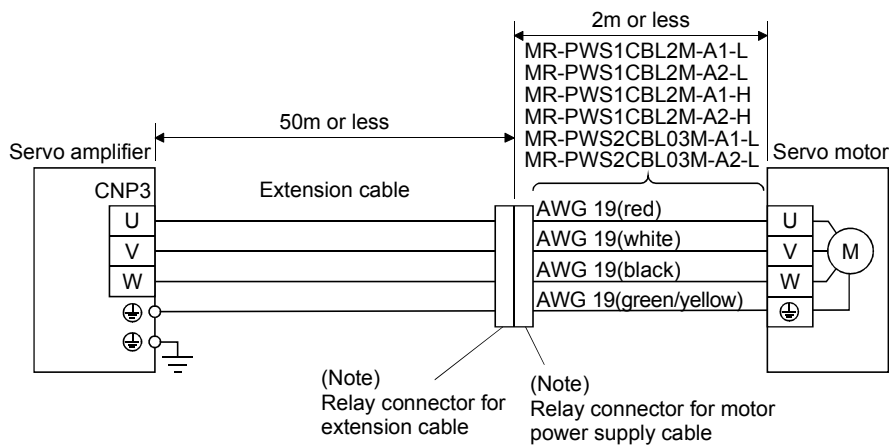 2m or less
MR-PWS1CBL2M-A1-L
MR-PWS1CBL2M-A2-L
MR-PWS1CBL2M-A1-H
MR-PWS1CBL2M-A2-H
MR-PWS2CBL03M-A1-L
MR-PWS2CBL03M-A2-L
50m or less
Servo amplifier
Servo motor
CNP3
Extension cable
U
AWG 19(red)
U
V
AWG 19(white)
V
M
W
AWG 19(black)
W
AWG 19(green/yellow)
(Note)
Relay connector for
extension cable
(Note)
Relay connector for motor
power supply cable